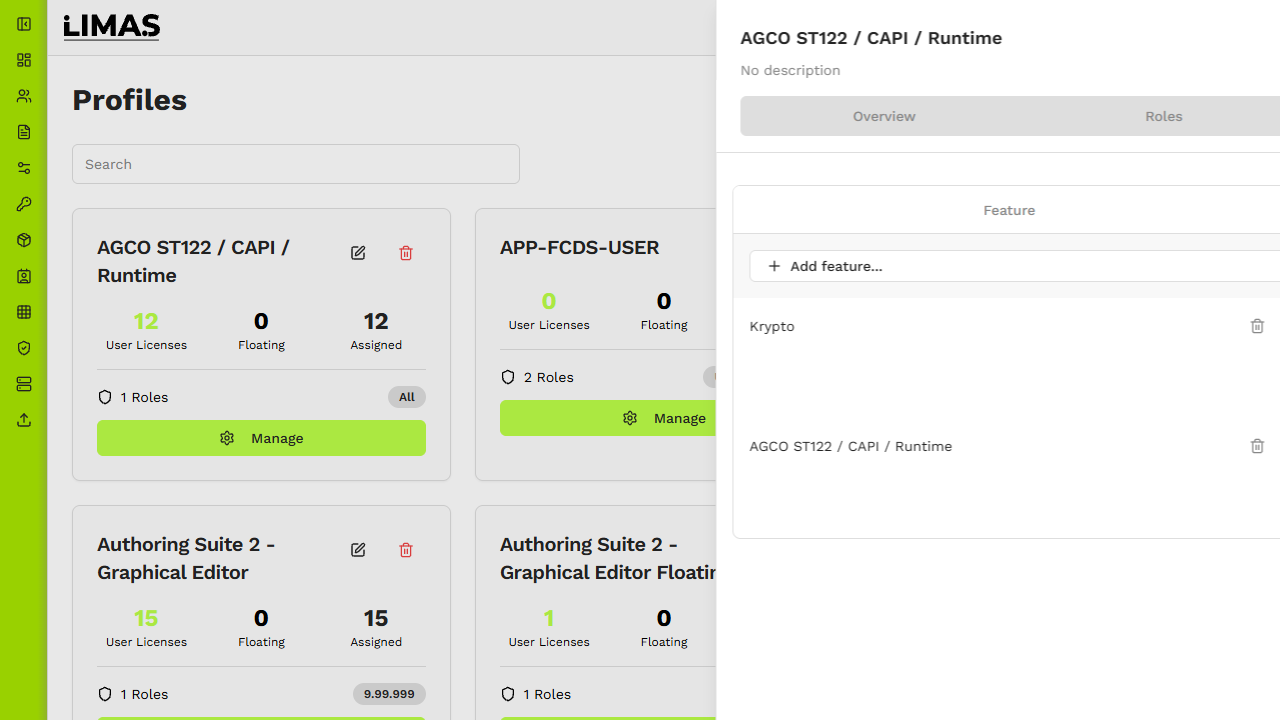 LIMAS
Profiles
Search
AGCO ST122 / CAPI /
Runtime
12
User Licenses
0
Floating
12
Assigned
1 Roles
All
Manage
APP-FCDS-USER
0
User Licenses
0
Floating
2 Roles
Manage
Authoring Suite 2 -
Graphical Editor
15
User Licenses
0
Floating
15
Assigned
1 Roles
9.99.999
Authoring Suite 2 -
Graphical Editor Floatin
1
User Licenses
0
Floating
1 Roles
AGCO ST122 / CAPI / Runtime
No description
Overview
Roles
Feature
Add feature...
Krypto
AGCO ST122 / CAPI / Runtime